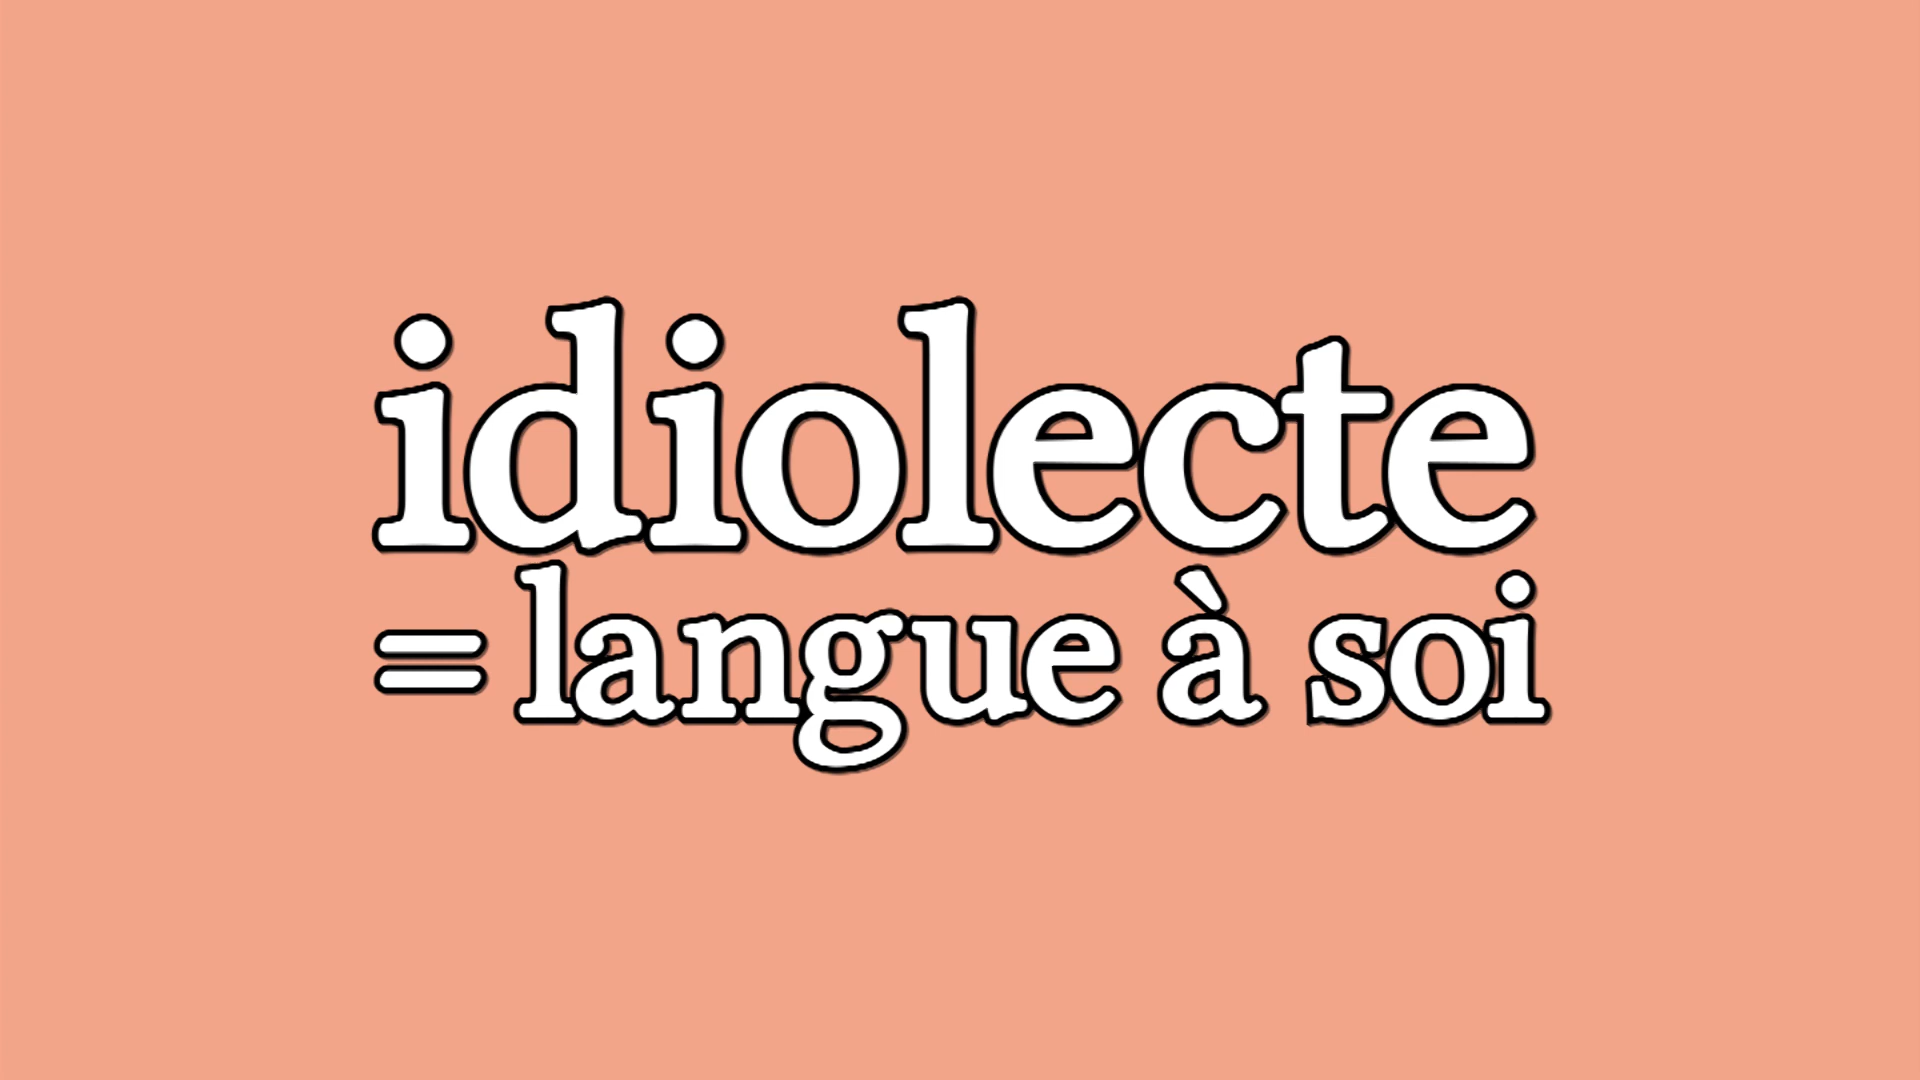 idiolecte
= langue à soi